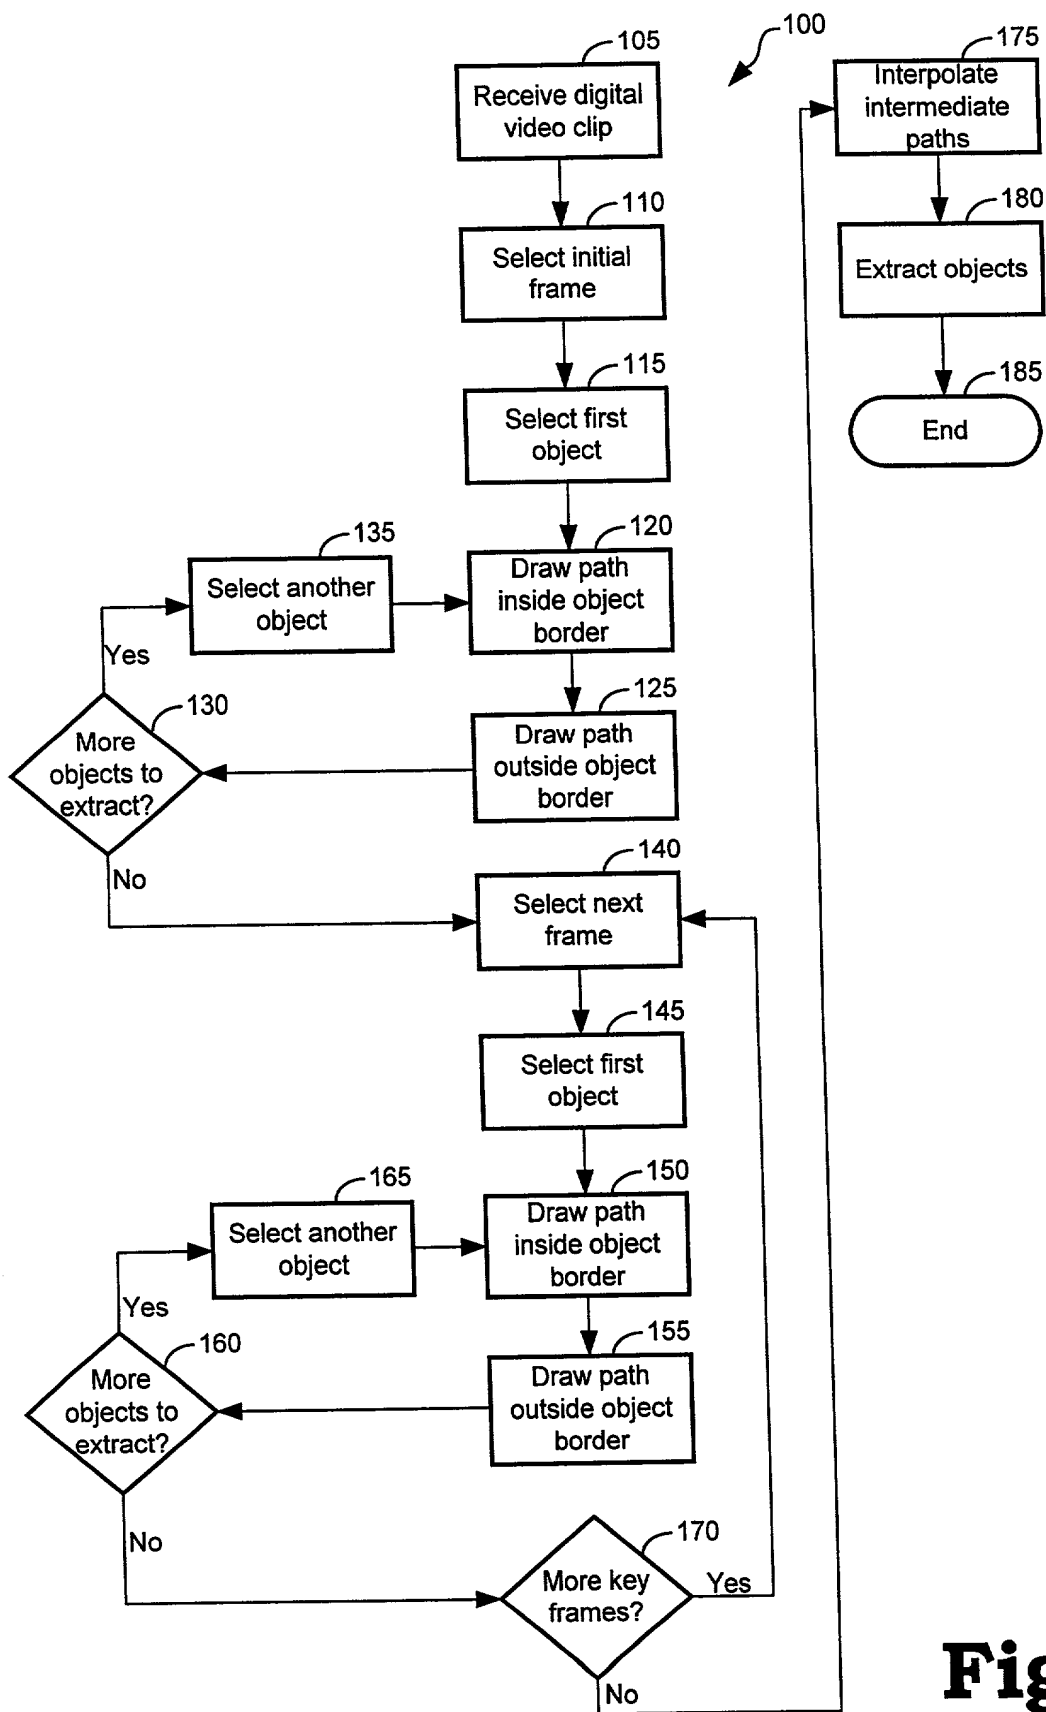 100
105
Receive digital
video clip
110
Select initial
frame
115
Select first
object
135
Select another
object
120
Draw path
inside object
border
Yes
130
More
objects to
extract?
125
Draw path
outside object
border
No
140
Select next
frame
145
Select first
object
165
Select another
object
150
Draw path
inside object
border
Yes
160
More
objects to
extract?
155
Draw path
outside object
border
No
170
More key
frames?
Yes
No
175
Interpolate
intermediate
paths
180
Extract objects
185
End
Fig